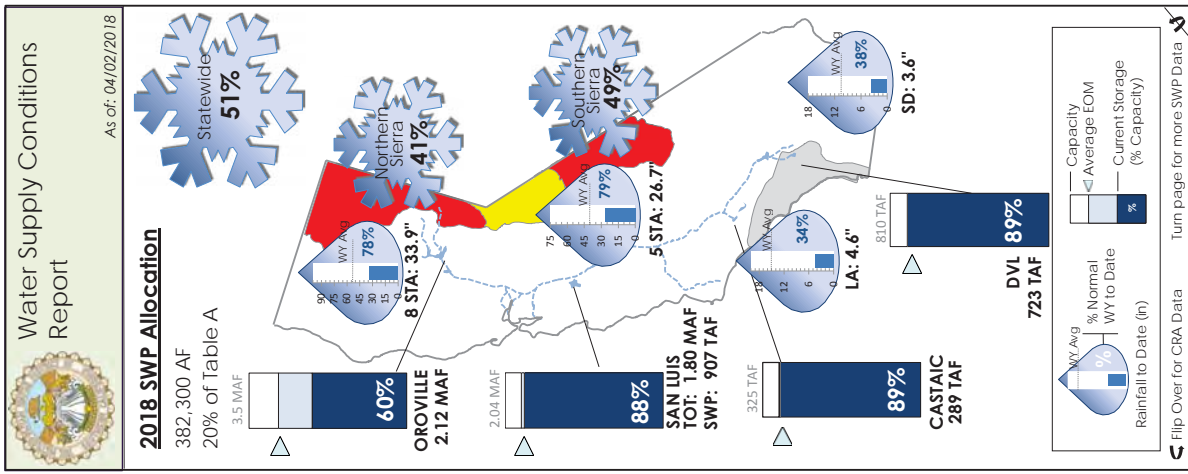 Water Supply Conditions
Report
As of: 04/02/2018
2018 SWP Allocation
382,300 AF
20% of Table A
Statewide
51%
Northern
Sierra
41%
Southern
Sierra
49%
90
75
60
45
30
15
0
WY Avg
78%
8 STA: 33.9"
75
60
45
30
15
0
WY Avg
79%
5 STA: 26.7"
18
12
6
0
WY Avg
34%
LA: 4.6"
18
12
6
0
WY Avg
38%
SD: 3.6"
3.5 MAF
60%
OROVILLE
2.12 MAF
2.04 MAF
88%
SAN LUIS
TOT: 1.80 MAF
SWP: 907 TAF
325 TAF
89%
CASTAIC
289 TAF
810 TAF
89%
DVL
723 TAF
WY Avg
%
% Normal
WY to Date
Rainfall to Date (in)
%
Capacity
Average EOM
Current Storage
(% Capacity)
Flip Over for CRA Data
Turn page for more SWP Data